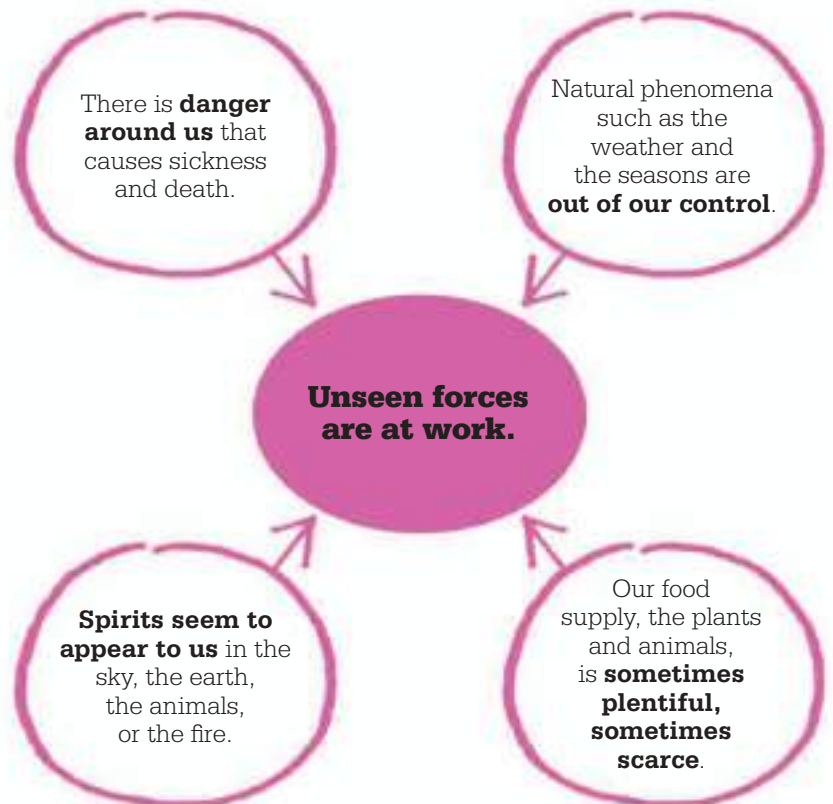 There is danger
around us that
causes sickness
and death.
Natural phenomena
such as the
weather and
the seasons are
out of our control.
Unseen forces
are at work.
Spirits seem to
appear to us in the
sky, the earth,
the animals,
or the fire.
Our food
supply, the plants
and animals,
is sometimes
plentiful,
sometimes
scarce.